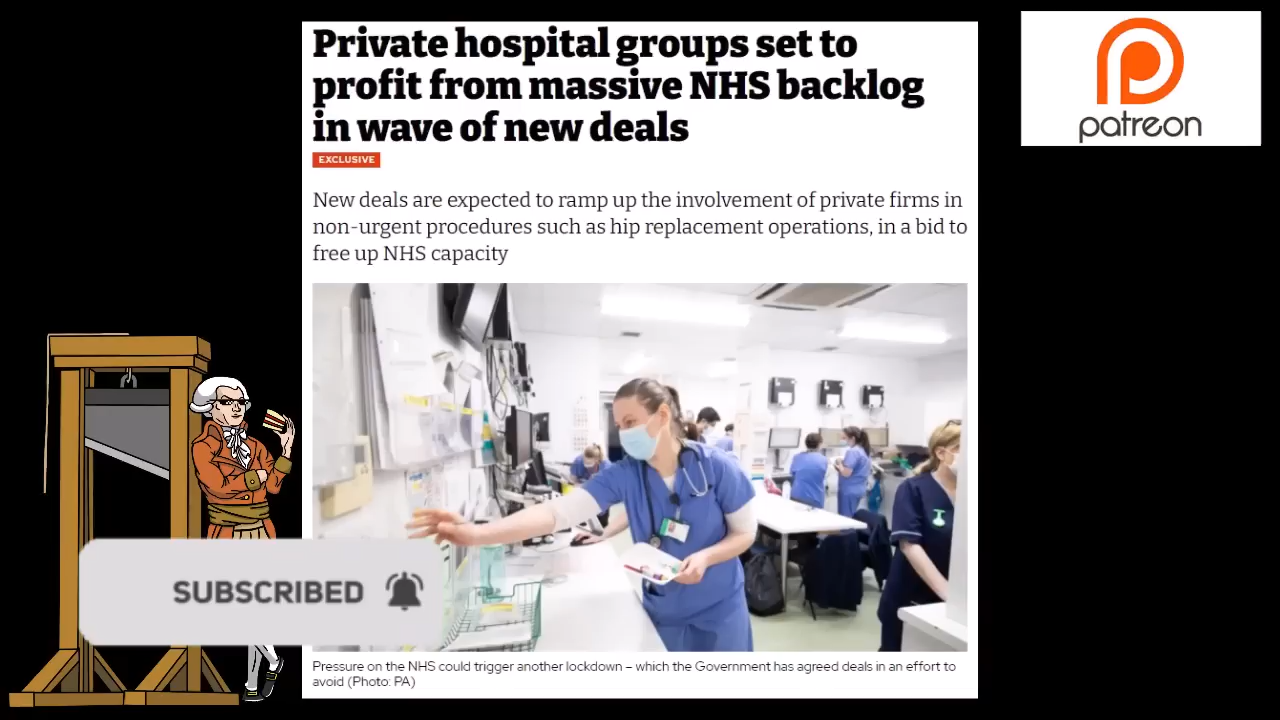 Private hospital groups set to
profit from massive NHS backlog
in wave of new deals
EXCLUSIVE
New deals are expected to ramp up the involvement of private firms in
non-urgent procedures such as hip replacement operations, in a bid to
free up NHS capacity
Pressure on the NHS could trigger another lockdown – which the Government has agreed deals in an effort to
avoid (Photo: PA)
patreon
SUBSCRIBED